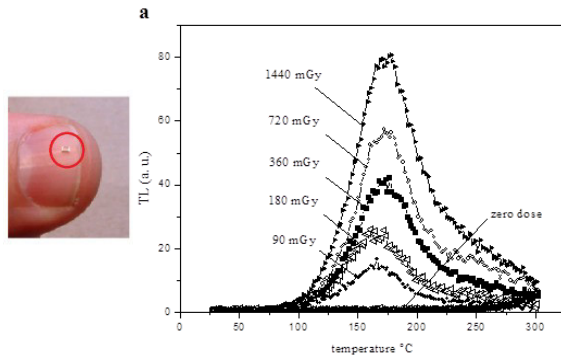 a
TL (a. u.)
80
60
40
20
0
1440 mGy
720 mGy
360 mGy
180 mGy
90 mGy
zero dose
0 50 100 150 200 250 300
temperature °C